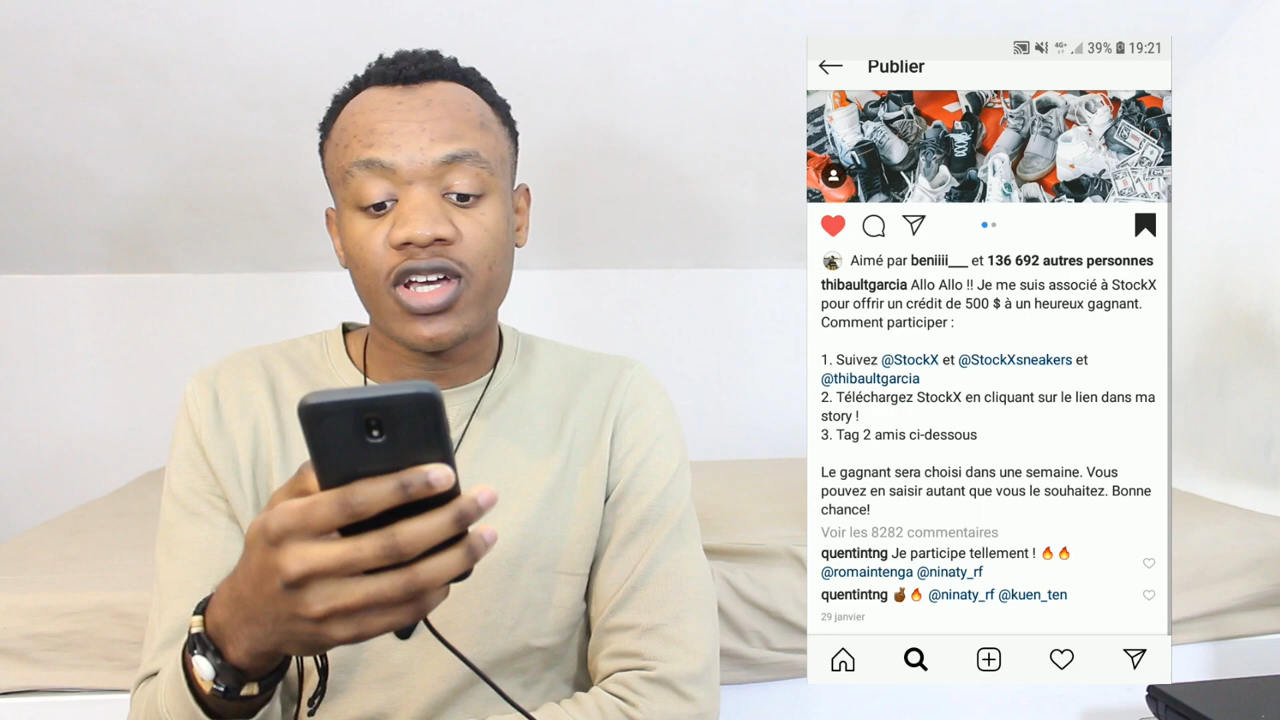 4G+ 39% 19:21
Publier
Aimé par beniiii___ et 136 692 autres personnes
thibaultgarcia Allo Allo !! Je me suis associé à StockX
pour offrir un crédit de 500 $ à un heureux gagnant.
Comment participer :
1. Suivez @StockX et @StockXsneakers et
@thibaultgarcia
2. Téléchargez StockX en cliquant sur le lien dans ma
story !
3. Tag 2 amis ci-dessous
Le gagnant sera choisi dans une semaine. Vous
pouvez en saisir autant que vous le souhaitez. Bonne
chance!
Voir les 8282 commentaires
quentintng Je participe tellement ! 🔥🔥
@romaintenga @ninaty_rf
quentintng ✌🏾🔥 @ninaty_rf @kuen_ten
29 janvier